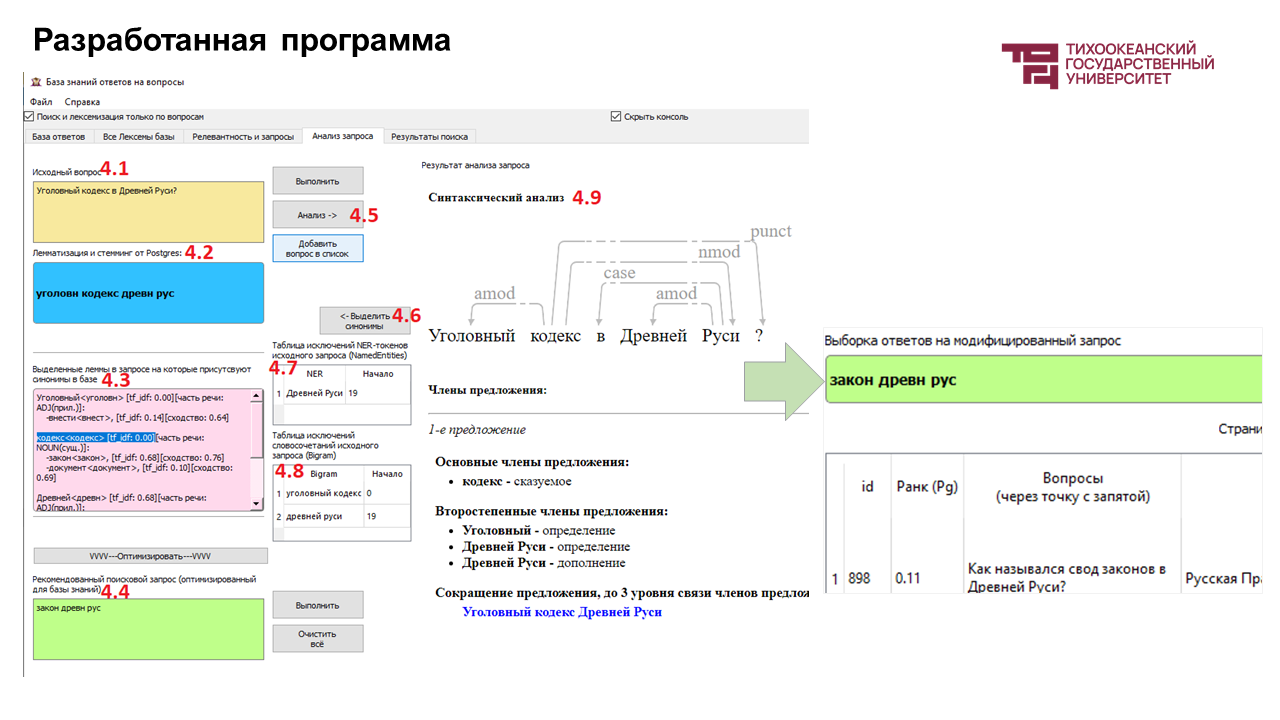 Разработанная программа
ТИХООКЕАНСКИЙ
ГОСУДАРСТВЕННЫЙ
УНИВЕРСИТЕТ
База знаний ответов на вопросы
Файл Справка
Поиск и лексемизация только по вопросам
Скрыть консоль
База ответов Все Лексемы базы Релевантность и запросы Анализ запроса Результаты поиска
Исходный вопрос 4.1
Уголовный кодекс в Древней Руси?
Лемматизация и стемминг от Postgres: 4.2
уголовн кодекс древн рус
Выделенные леммы в запросе на которые присутсвуют
синонимы в базе 4.3
Уголовный<уголовн> [tf_idf: 0.00][часть речи:
ADJ(прил.)]:
-внести<внест>, [tf_idf: 0.14][сходство: 0.64]
кодекс<кодекс> [tf_idf: 0.00][часть речи:
NOUN(сущ.)]:
-закон<закон>, [tf_idf: 0.68][сходство: 0.76]
-документ<документ>, [tf_idf: 0.10][сходство:
0.69]
Древней<древн> [tf_idf: 0.68][часть речи:
ADJ(прил.)]:
VVVV---Оптимизировать---VVVV
Рекомендованный поисковой запрос (оптимизированный
для базы знаний) 4.4
закон древн рус
Выполнить
Анализ -> 4.5
Добавить
вопрос в список
<- Выделить 4.6
синонимы
Таблица исключений NER-токенов
исходного запроса (NamedEntities)
4.7
NER Начало
1 Древней Руси 19
Таблица исключений
словосочетаний исходного
запроса (Bigram)
4.8 Bigram Начало
1 уголовный кодекс 0
2 древней руси 19
Выполнить
Очистить
всё
Результат анализа запроса
Синтаксический анализ 4.9
punct
nmod
case
amod amod
Уголовный кодекс в Древней Руси ?
Члены предложения:
1-е предложение
Основные члены предложения:
• кодекс - сказуемое
Второстепенные члены предложения:
• Уголовный - определение
• Древней Руси - определение
• Древней Руси - дополнение
Сокращение предложения, до 3 уровня связи членов предлож
Уголовный кодекс Древней Руси
Выборка ответов на модифицированный запрос
закон древн рус
Страни
id Ранк (Pg) Вопросы
(через точку с запятой)
1 898 0.11 Как назывался свод законов в
Древней Руси?
Русская Пра